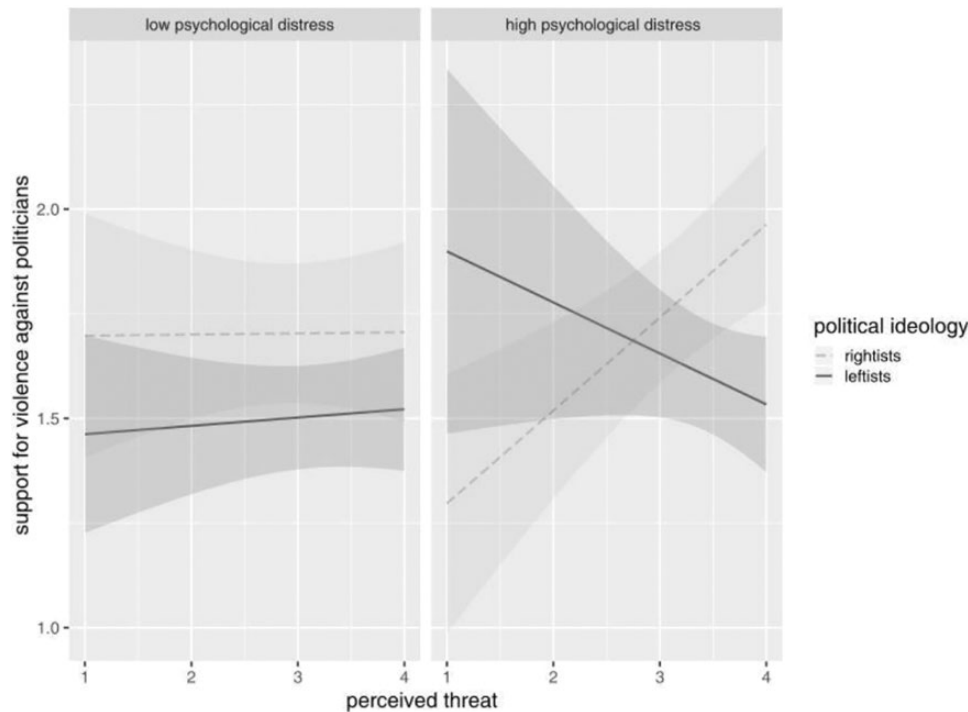 low psychological distress
high psychological distress
support for violence against politicians
2.0
1.5
1.0
1
2
3
4
1
2
3
4
perceived threat
political ideology
rightists
leftists